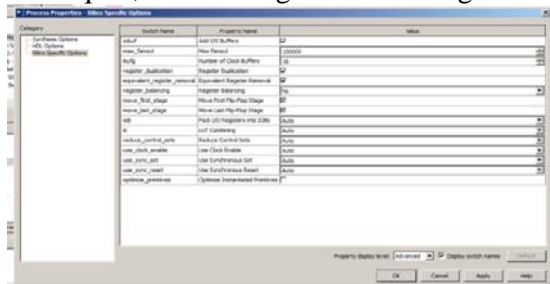 Process Properties - Xilinx Specific Options
Category
Synthesis Options
HDL Options
Xilinx Specific Options
Switch Name Property Name Value
-iobuf Add I/O Buffers
-max_fanout Max Fanout 100000
-bufg Number of Clock Buffers 16
-register_duplication Register Duplication
-equivalent_register_removal Equivalent Register Removal
-register_balancing Register Balancing No
-move_first_stage Move First Flip-Flop Stage
-move_last_stage Move Last Flip-Flop Stage
-iob Pack I/O Registers into IOBs Auto
-lc LUT Combining Auto
-reduce_control_sets Reduce Control Sets Auto
-use_clock_enable Use Clock Enable Auto
-use_sync_set Use Synchronous Set Auto
-use_sync_reset Use Synchronous Reset Auto
-optimize_primitives Optimize Instantiated Primitives
Property display level: Advanced Display switch names Default
OK Cancel Apply Help